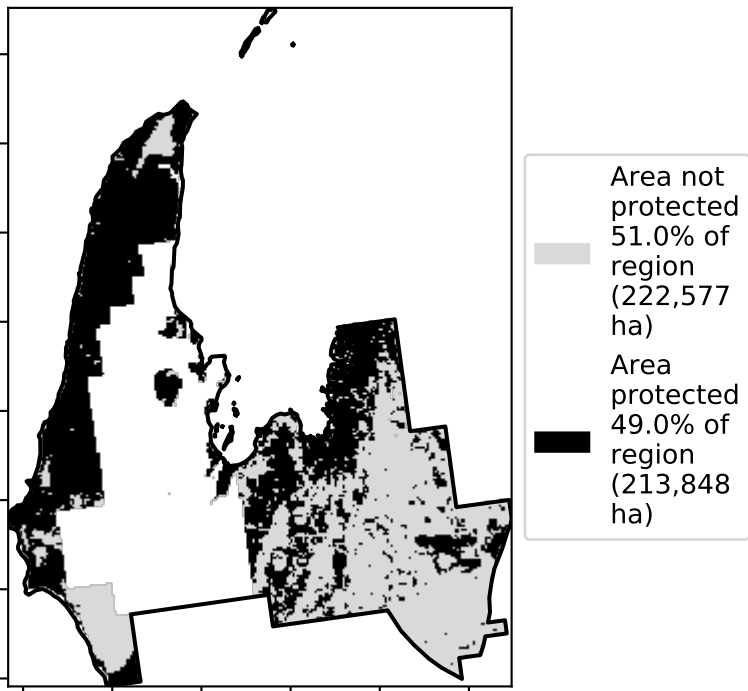 Area not
protected
51.0% of
region
(222,577
ha)
Area
protected
49.0% of
region
(213,848
ha)